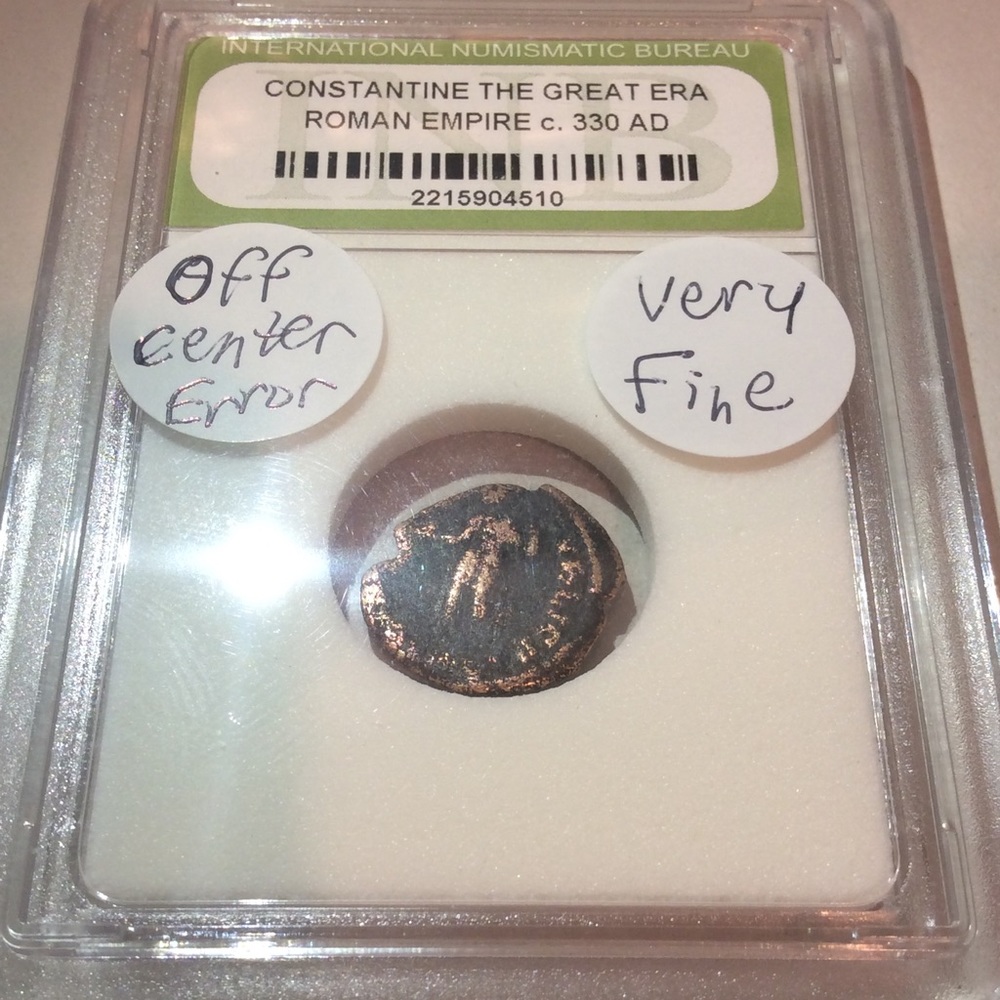 INTERNATIONAL NUMISMATIC BUREAU
CONSTANTINE THE GREAT ERA
ROMAN EMPIRE c. 330 AD
2215904510
Off
center
Error
Very
Fine